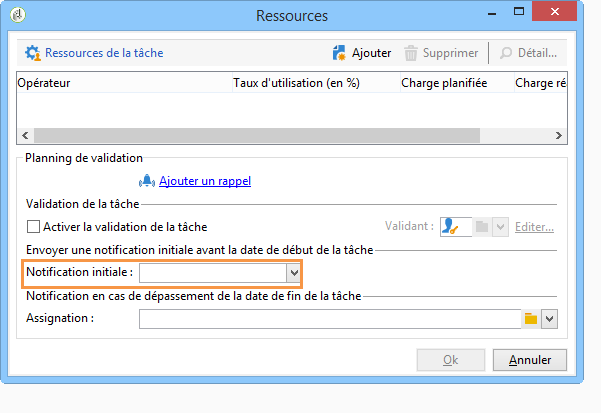 Ressources
Ressources de la tâche Ajouter Supprimer Détail...
Opérateur Taux d'utilisation (en %) Charge planifiée Charge ré
Planning de validation
Ajouter un rappel
Validation de la tâche
Activer la validation de la tâche Validant : Editer...
Envoyer une notification initiale avant la date de début de la tâche
Notification initiale :
Notification en cas de dépassement de la date de fin de la tâche
Assignation :
Ok Annuler